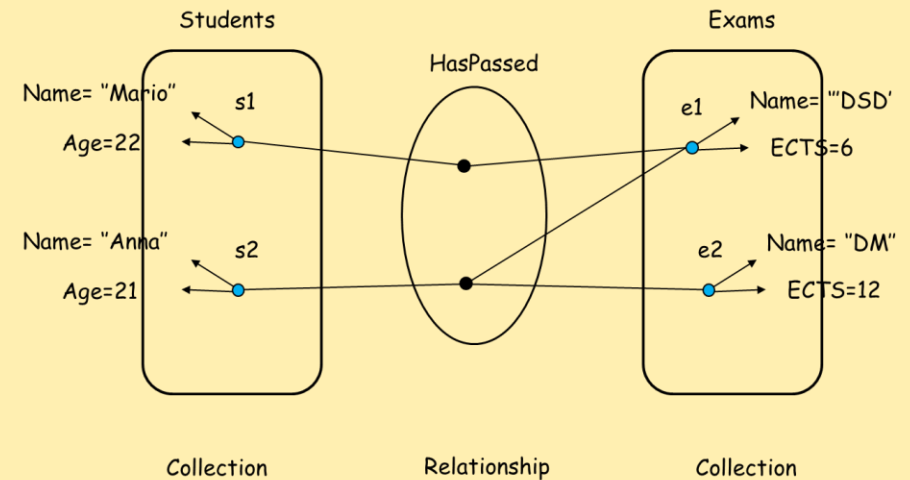 Students
Exams
HasPassed
Name= "Mario"
s1
e1
Name= "'DSD'
Age=22
ECTS=6
Name= "Anna"
s2
e2
Name= "DM"
Age=21
ECTS=12
Collection
Relationship
Collection